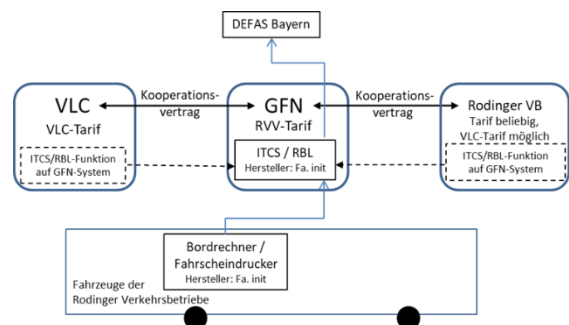 DEFAS Bayern
VLC
VLC-Tarif
ITCS/RBL-Funktion
auf GFN-System
Kooperations-
vertrag
GFN
RVV-Tarif
ITCS / RBL
Hersteller: Fa. init
Kooperations-
vertrag
Rodinger VB
Tarif beliebig,
VLC-Tarif möglich
ITCS/RBL-Funktion
auf GFN-System
Bordrechner /
Fahrscheindrucker
Hersteller: Fa. init
Fahrzeuge der
Rodinger Verkehrsbetriebe